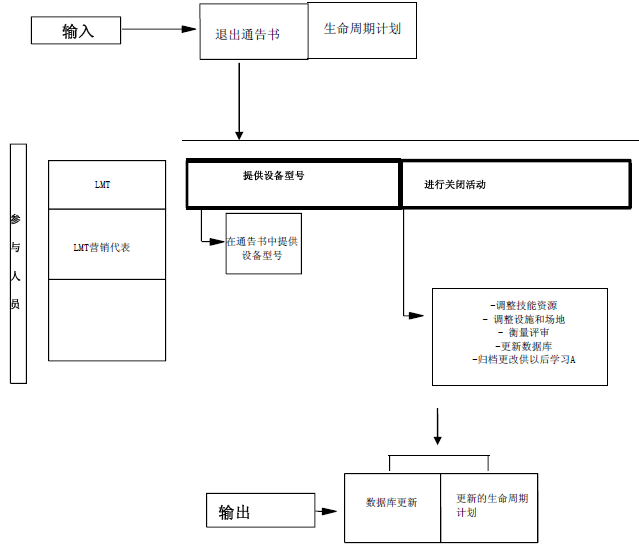 输入
退出通告书
生命周期计划
参
与
人
员
LMT
提供设备型号
进行关闭活动
LMT营销代表
在通告书中提供
设备型号
-调整技能资源
- 调整设施和场地
- 衡量评审
-更新数据库
-归档更改供以后学习A
输出
数据库更新
更新的生命周期
计划